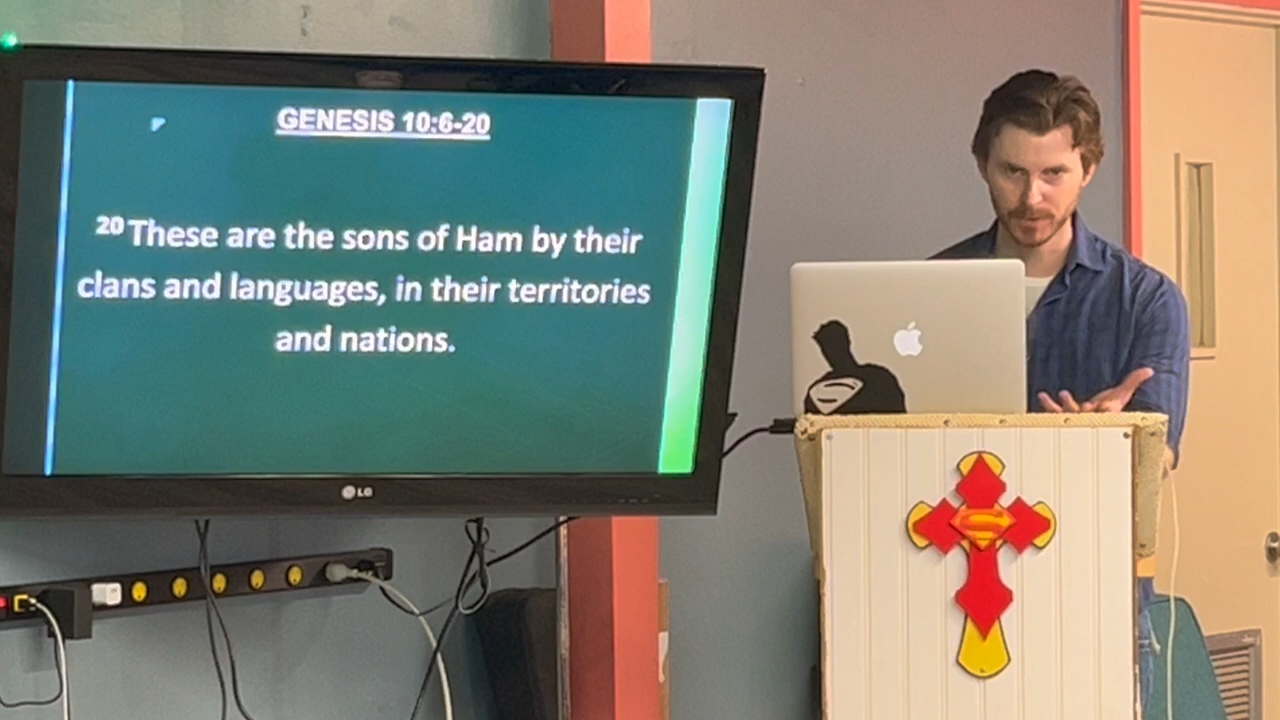 GENESIS 10:6-20
20 These are the sons of Ham by their
clans and languages, in their territories
and nations.
LG
S